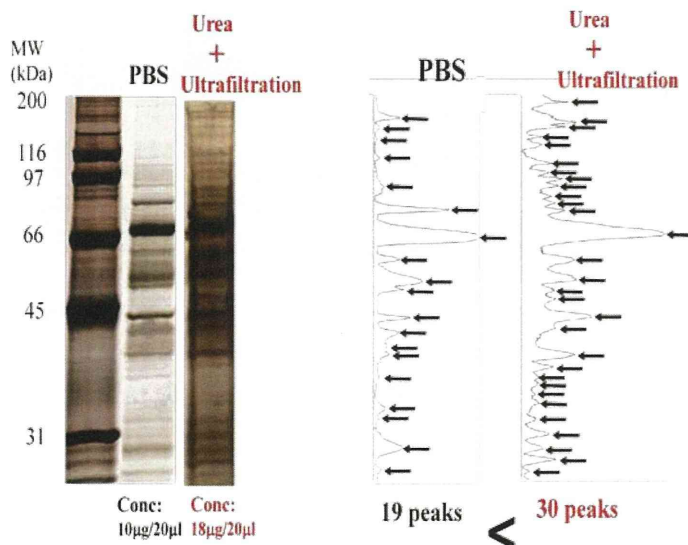 MW
(kDa)
PBS
Urea
+
Ultrafiltration
200
116
97
66
45
31
Conc:
10µg/20µl
Conc:
18µg/20µl
PBS
Urea
+
Ultrafiltration
19 peaks
<
30 peaks